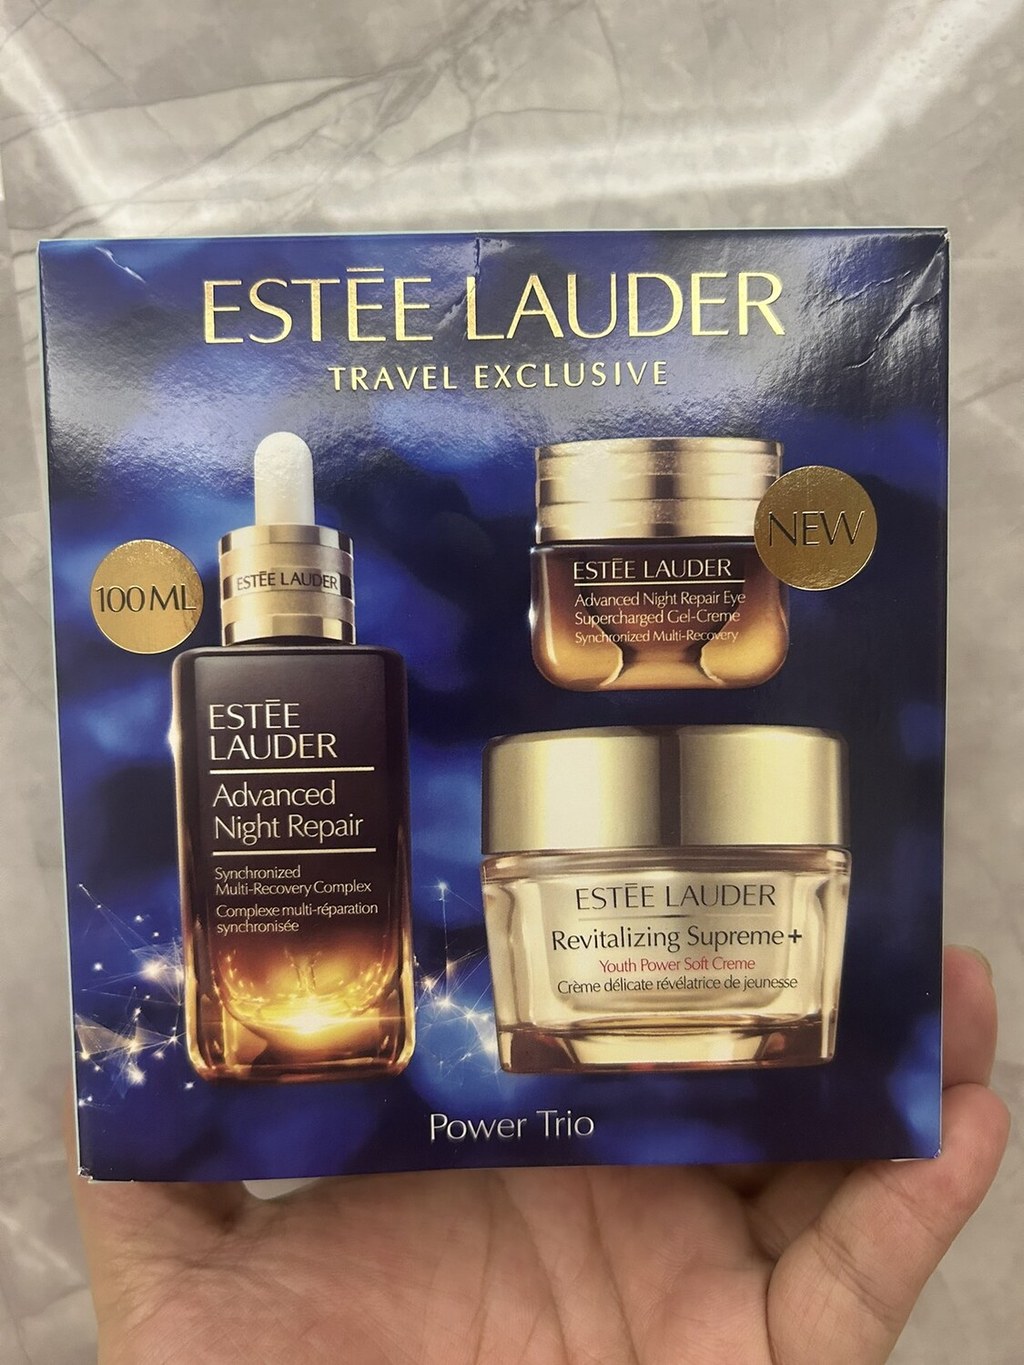 ESTĒE LAUDER
TRAVEL EXCLUSIVE
100ML
ESTĒE LAUDER
ESTĒE
LAUDER
Advanced
Night Repair
Synchronized
Multi-Recovery Complex
Complexe multi-réparation
synchronisée
NEW
ESTĒE LAUDER
Advanced Night Repair Eye
Supercharged Gel-Creme
Synchronized Multi-Recovery
ESTĒE LAUDER
Revitalizing Supreme+
Youth Power Soft Creme
Crème délicate révélatrice de jeunesse
Power Trio